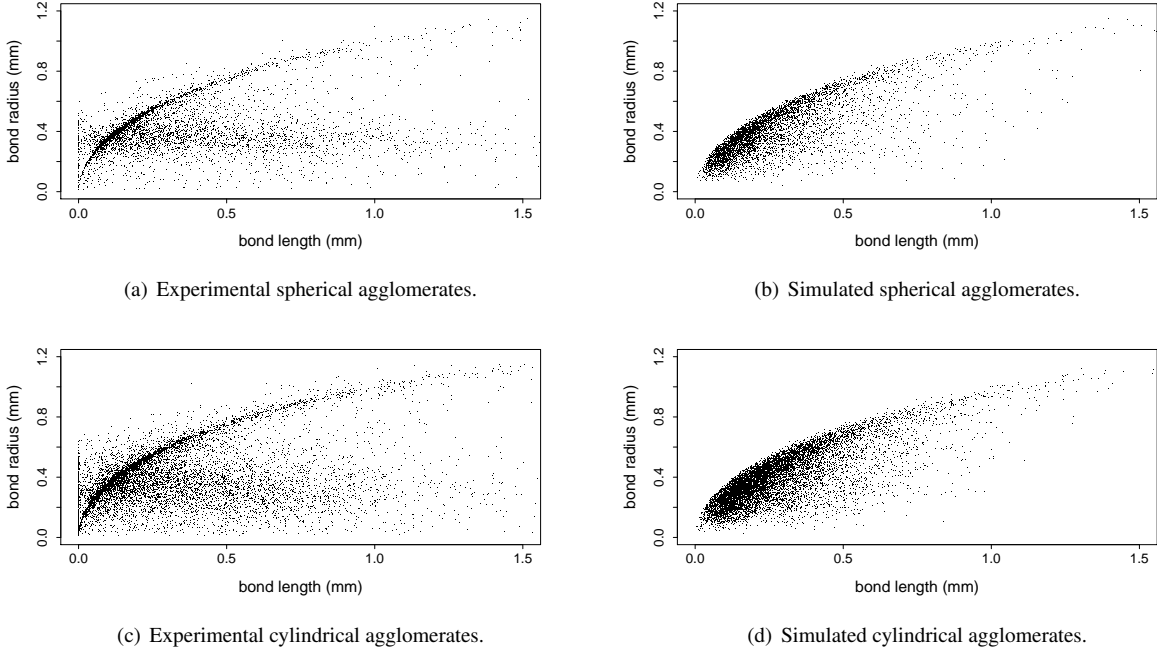 bond radius (mm)
0.0 0.4 0.8 1.2
0.0 0.5 1.0 1.5
bond length (mm)
(a) Experimental spherical agglomerates.
bond radius (mm)
0.0 0.4 0.8 1.2
0.0 0.5 1.0 1.5
bond length (mm)
(b) Simulated spherical agglomerates.
bond radius (mm)
0.0 0.4 0.8 1.2
0.0 0.5 1.0 1.5
bond length (mm)
(c) Experimental cylindrical agglomerates.
bond radius (mm)
0.0 0.4 0.8 1.2
0.0 0.5 1.0 1.5
bond length (mm)
(d) Simulated cylindrical agglomerates.